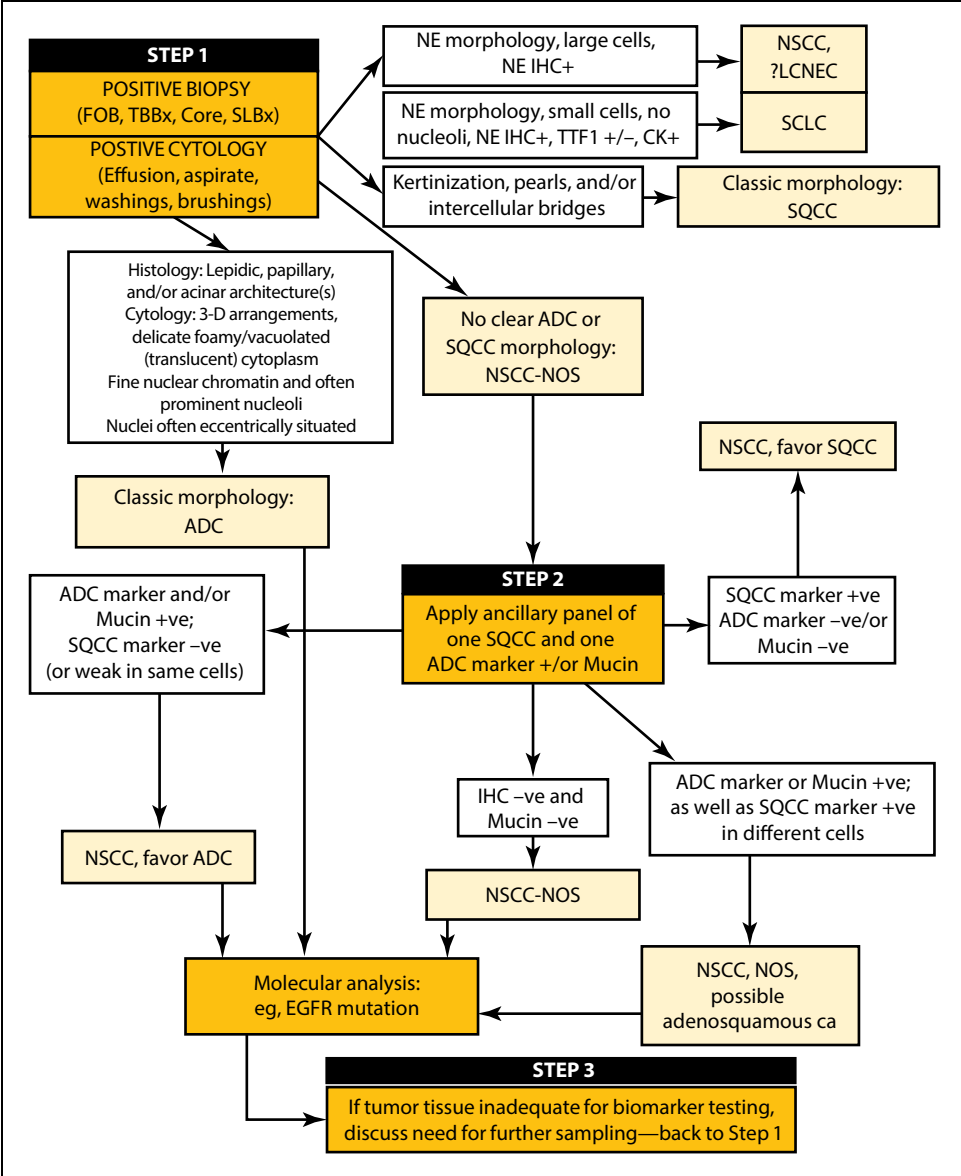 STEP 1
POSITIVE BIOPSY
(FOB, TBBx, Core, SLBx)
POSTIVE CYTOLOGY
(Effusion, aspirate,
washings, brushings)
NE morphology, large cells,
NE IHC+
NSCC,
?LCNEC
NE morphology, small cells, no
nucleoli, NE IHC+, TTF1 +/–, CK+
SCLC
Kertinization, pearls, and/or
intercellular bridges
Classic morphology:
SQCC
Histology: Lepidic, papillary,
and/or acinar architecture(s)
Cytology: 3-D arrangements,
delicate foamy/vacuolated
(translucent) cytoplasm
Fine nuclear chromatin and often
prominent nucleoli
Nuclei often eccentrically situated
No clear ADC or
SQCC morphology:
NSCC-NOS
Classic morphology:
ADC
NSCC, favor SQCC
STEP 2
Apply ancillary panel of
one SQCC and one
ADC marker +/or Mucin
ADC marker and/or
Mucin +ve;
SQCC marker –ve
(or weak in same cells)
SQCC marker +ve
ADC marker –ve/or
Mucin –ve
IHC –ve and
Mucin –ve
ADC marker or Mucin +ve;
as well as SQCC marker +ve
in different cells
NSCC, favor ADC
NSCC-NOS
NSCC, NOS,
possible
adenosquamous ca
Molecular analysis:
eg, EGFR mutation
STEP 3
If tumor tissue inadequate for biomarker testing,
discuss need for further sampling—back to Step 1